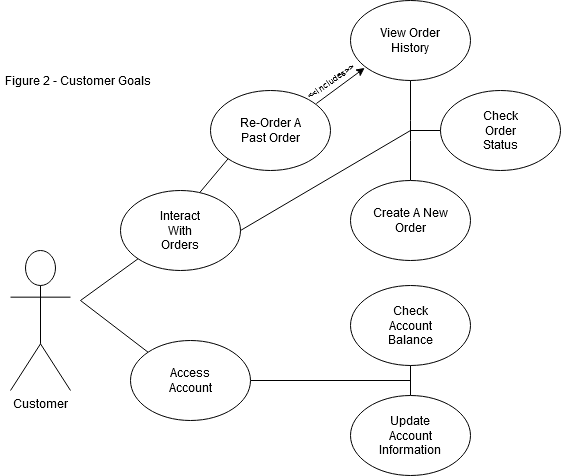 View Order
History
<<includes>>
Figure 2 - Customer Goals
Re-Order A
Past Order
Check
Order
Status
Interact
With
Orders
Create A New
Order
Check
Account
Balance
Access
Account
Customer
Update
Account
Information